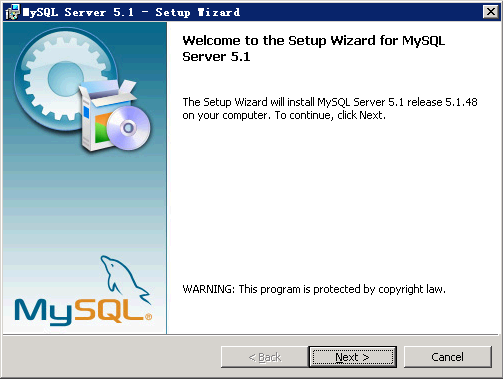 MySQL Server 5.1 - Setup Wizard
Welcome to the Setup Wizard for MySQL
Server 5.1
The Setup Wizard will install MySQL Server 5.1 release 5.1.48
on your computer. To continue, click Next.
WARNING: This program is protected by copyright law.
MySQL®
< Back
Next >
Cancel